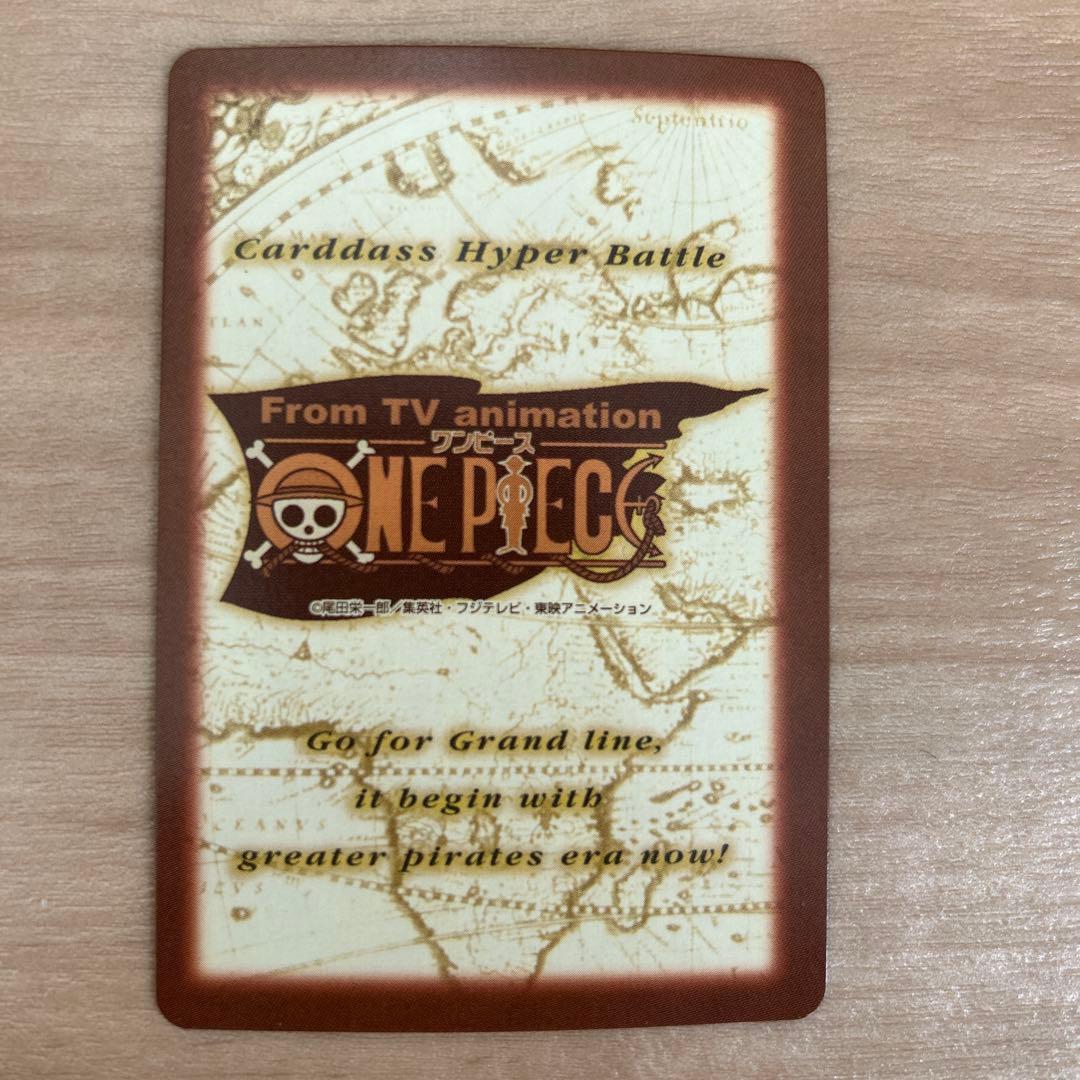 Septentrio
Carddass Hyper Battle
From TV animation
ワンピース
ONE PIECE
©尾田栄一郎/集英社・フジテレビ・東映アニメーション
Go for Grand line,
it begin with
greater pirates era now!